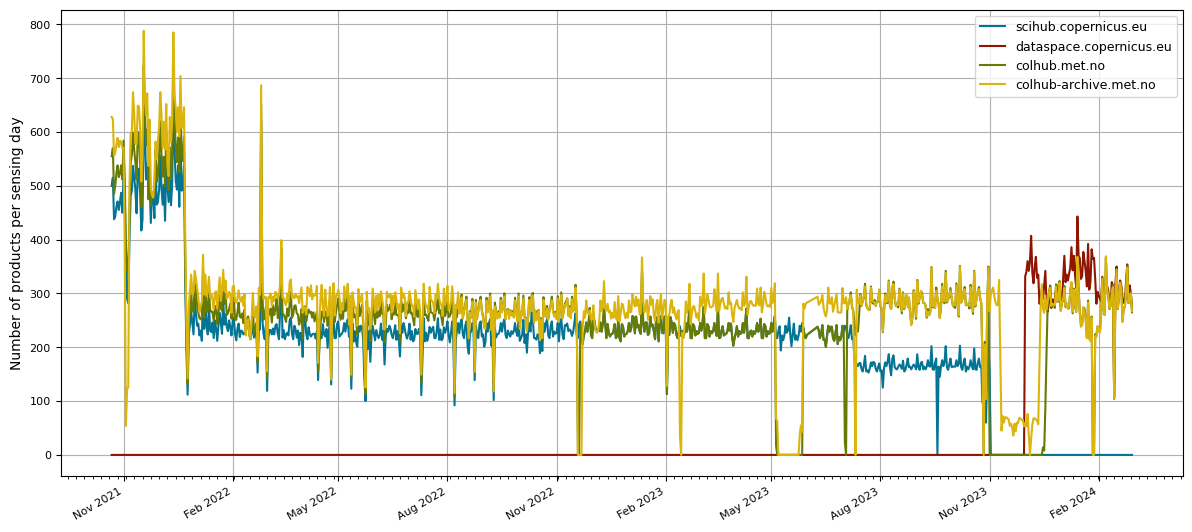 Number of products per sensing day
800
700
600
500
400
300
200
100
0
Nov 2021
Feb 2022
May 2022
Aug 2022
Nov 2022
Feb 2023
May 2023
Aug 2023
Nov 2023
Feb 2024
scihub.copernicus.eu
dataspace.copernicus.eu
colhub.met.no
colhub-archive.met.no